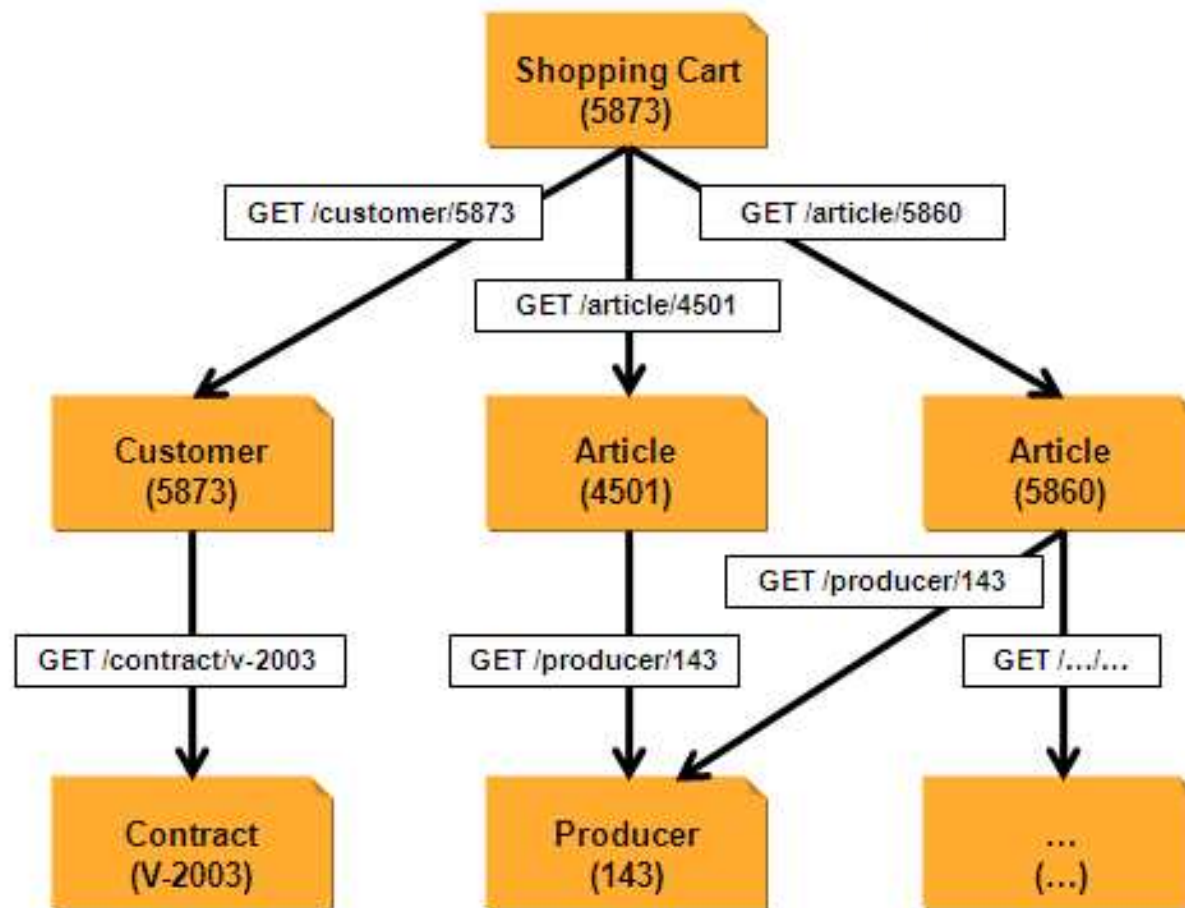 Shopping Cart
(5873)
GET /customer/5873
GET /article/5860
GET /article/4501
Customer
(5873)
Article
(4501)
Article
(5860)
GET /producer/143
GET /contract/v-2003
GET /producer/143
GET /.../...
Contract
(V-2003)
Producer
(143)
...
(...)